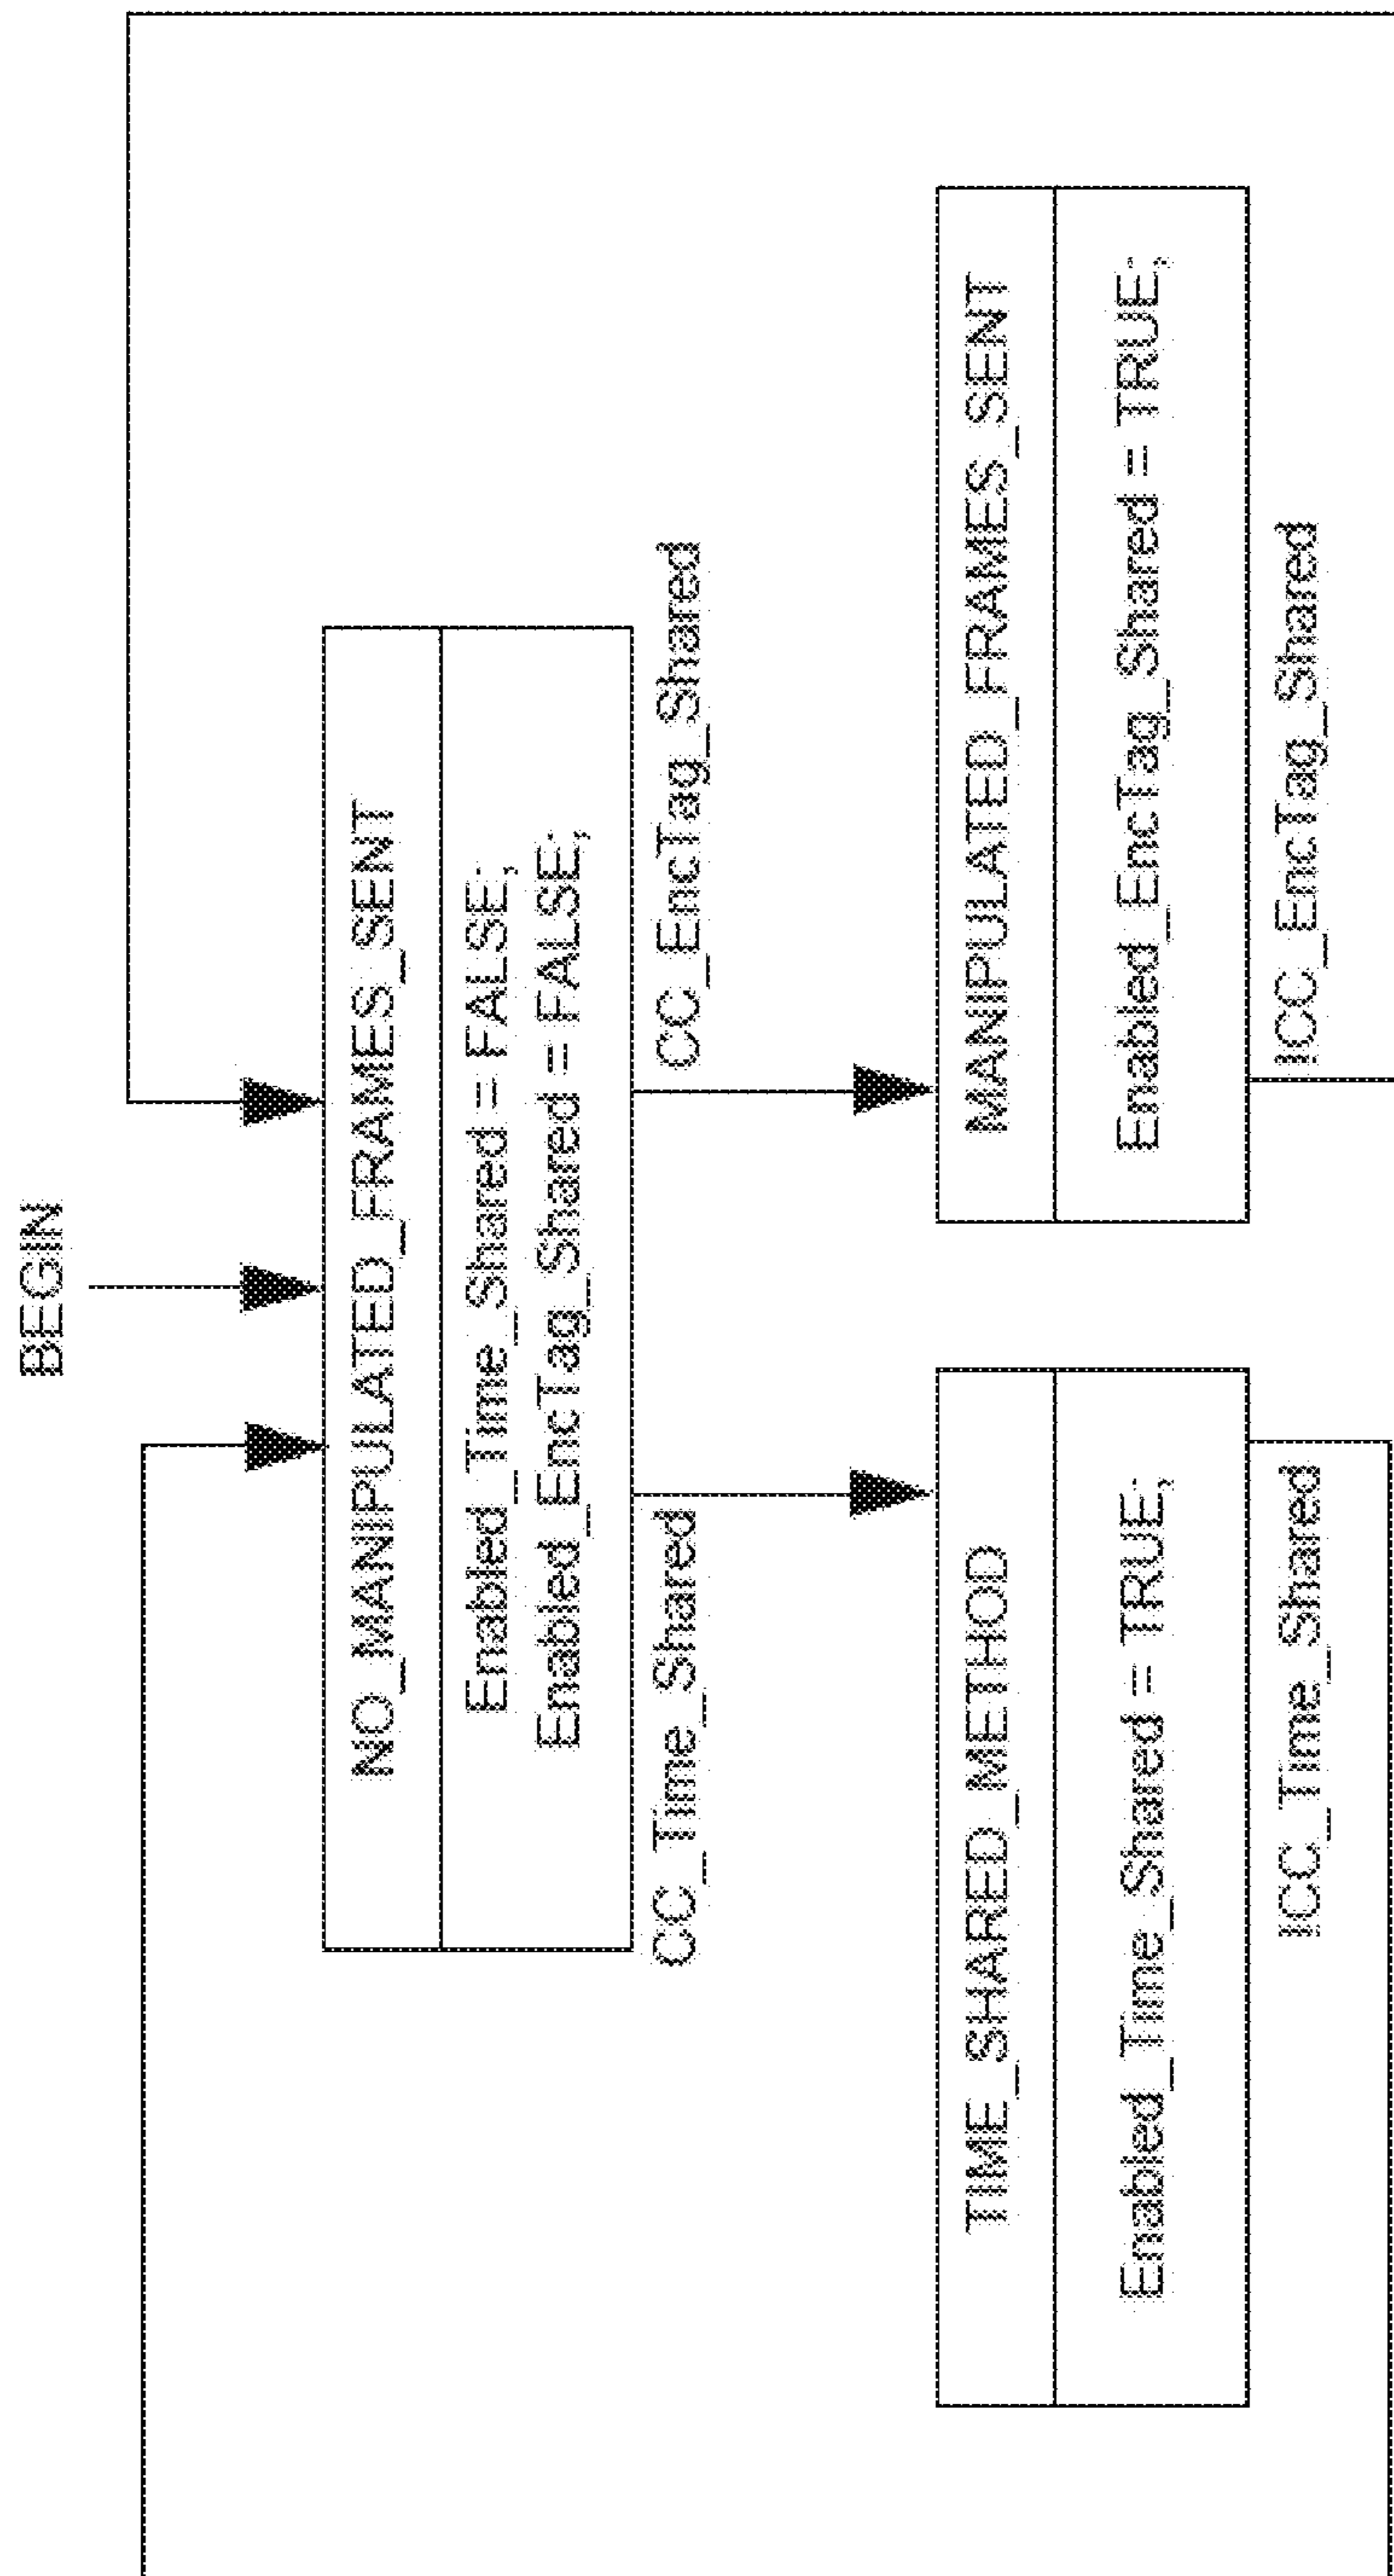 BEGIN
NO_MANIPULATED_FRAMES_SENT
Enabled_Time_Shared = FALSE;
Enabled_EncTag_Shared = FALSE;
CC_Time_Shared
CC_EncTag_Shared
TIME_SHARED_METHOD
Enabled_Time_Shared = TRUE;
!CC_Time_Shared
MANIPULATED_FRAMES_SENT
Enabled_EncTag_Shared = TRUE;
!CC_EncTag_Shared